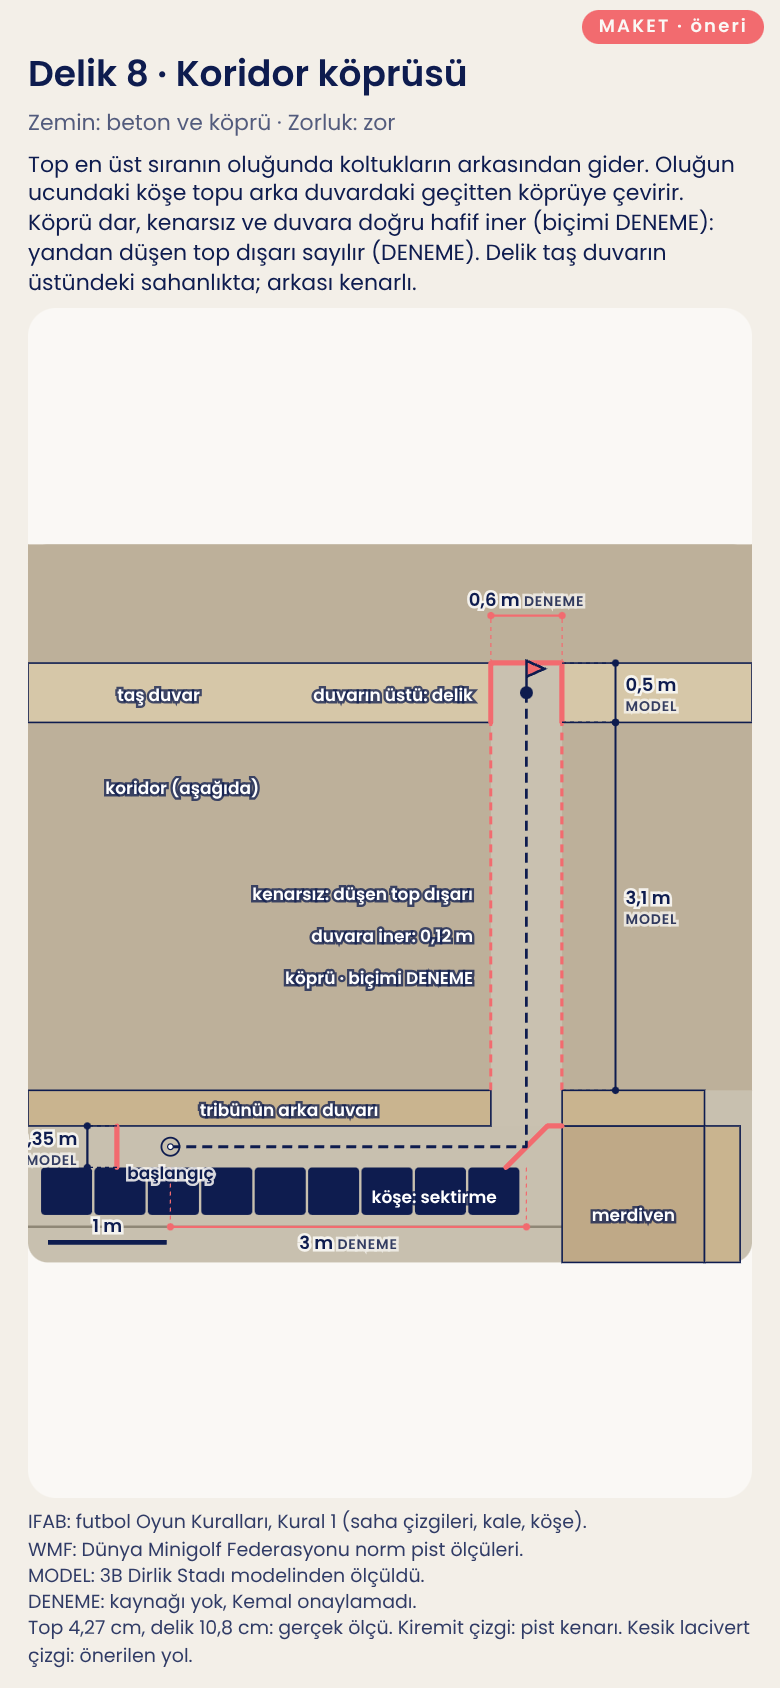 MAKET · öneri
Delik 8 · Koridor köprüsü
Zemin: beton ve köprü · Zorluk: zor
Top en üst sıranın oluğunda koltukların arkasından gider. Oluğun
ucundaki köşe topu arka duvardaki geçitten köprüye çevirir.
Köprü dar, kenarsız ve duvara doğru hafif iner (biçimi DENEME):
yandan düşen top dışarı sayılır (DENEME). Delik taş duvarın
üstündeki sahanlıkta; arkası kenarlı.
0,6 m DENEME
taş duvar
duvarın üstü: delik
0,5 m
MODEL
koridor (aşağıda)
kenarsız: düşen top dışarı
3,1 m
MODEL
duvara iner: 0,12 m
köprü · biçimi DENEME
tribünün arka duvarı
,35 m
MODEL
başlangıç
köşe: sektirme
merdiven
1 m
3 m DENEME
IFAB: futbol Oyun Kuralları, Kural 1 (saha çizgileri, kale, köşe).
WMF: Dünya Minigolf Federasyonu norm pist ölçüleri.
MODEL: 3B Dirlik Stadı modelinden ölçüldü.
DENEME: kaynağı yok, Kemal onaylamadı.
Top 4,27 cm, delik 10,8 cm: gerçek ölçü. Kiremit çizgi: pist kenarı. Kesik lacivert
çizgi: önerilen yol.